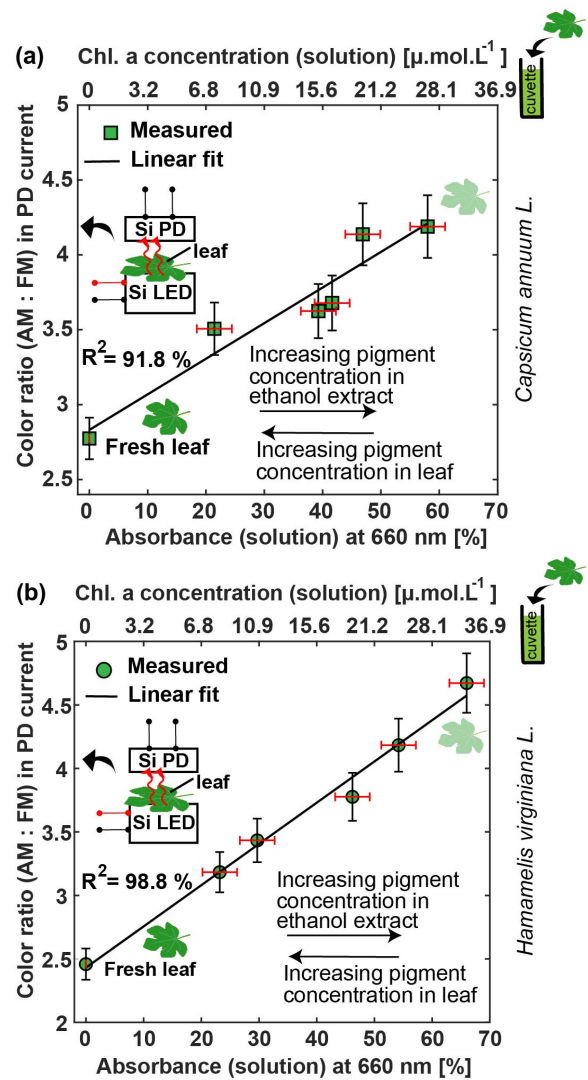 (a)
Chl. a concentration (solution) [µ.mol.L-1]
0 3.2 6.8 10.9 15.6 21.2 28.1 36.9
cuvette
5
4.5
4
3.5
3
2.5
Color ratio (AM : FM) in PD current
Measured
Linear fit
Si PD
leaf
Si LED
R2= 91.8 %
Increasing pigment
concentration in
ethanol extract
Fresh leaf
Increasing pigment
concentration in leaf
Capsicum annuum L.
0 10 20 30 40 50 60 70
Absorbance (solution) at 660 nm [%]
(b)
Chl. a concentration (solution) [µ.mol.L-1]
0 3.2 6.8 10.9 15.6 21.2 28.1 36.9
cuvette
5
4.5
4
3.5
3
2.5
2
Color ratio (AM : FM) in PD current
Measured
Linear fit
Si PD
leaf
Si LED
R2= 98.8 %
Increasing pigment
concentration in
ethanol extract
Fresh leaf
Increasing pigment
concentration in leaf
Hamamelis virginiana L.
0 10 20 30 40 50 60 70
Absorbance (solution) at 660 nm [%]